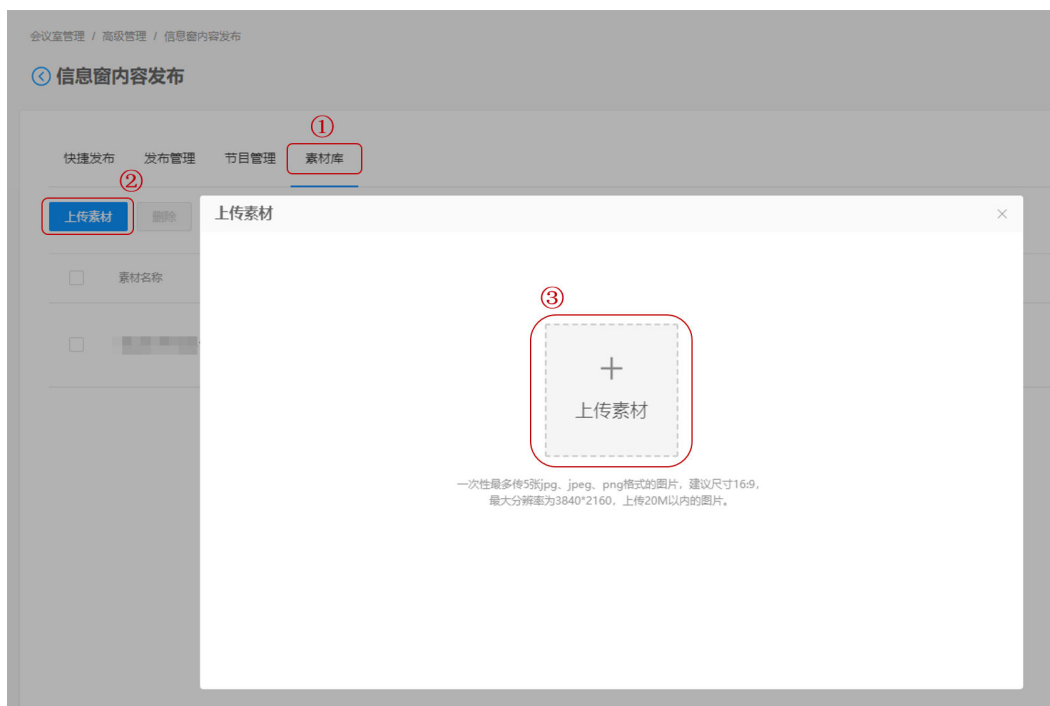 会议室管理 / 高级管理 / 信息窗内容发布
信息窗内容发布
①
快捷发布 发布管理 节目管理 素材库
②
上传素材 删除 上传素材 ×
素材名称
③
+
上传素材
一次性最多传5张jpg、jpeg、png格式的图片，建议尺寸16:9，
最大分辨率为3840*2160，上传20M以内的图片。